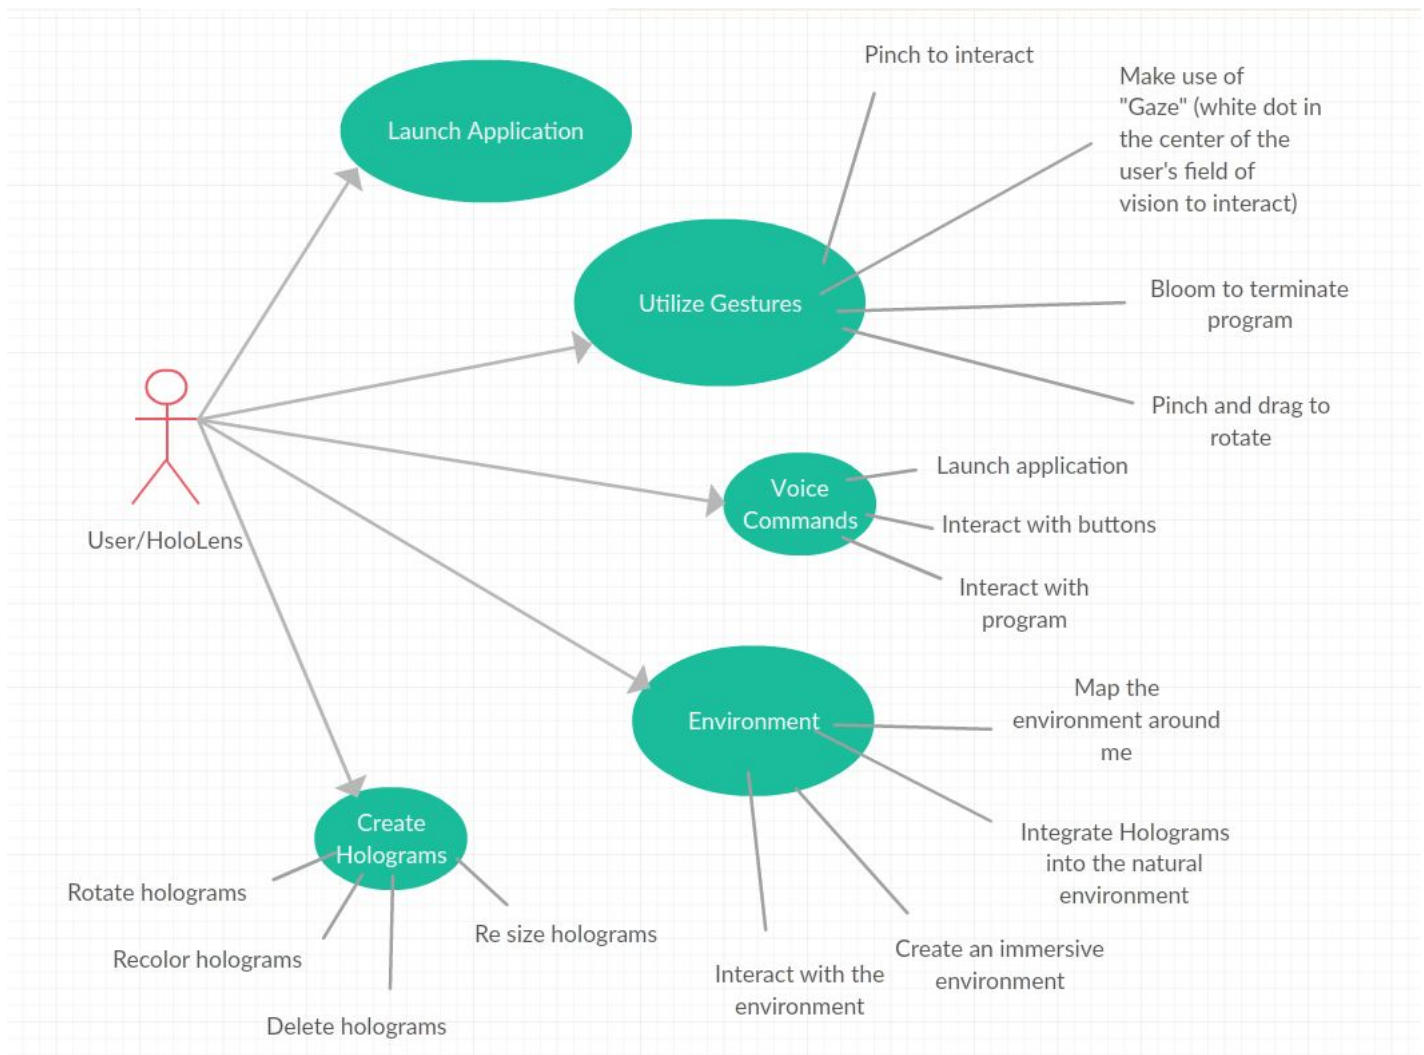 Pinch to interact
Make use of
"Gaze" (white dot in
the center of the
user's field of
vision to interact)
Launch Application
Utilize Gestures
Bloom to terminate
program
Pinch and drag to
rotate
User/HoloLens
Voice
Commands
Launch application
Interact with buttons
Interact with
program
Environment
Map the
environment around
me
Integrate Holograms
into the natural
environment
Create an immersive
environment
Interact with the
environment
Create
Holograms
Rotate holograms
Recolor holograms
Delete holograms
Re size holograms